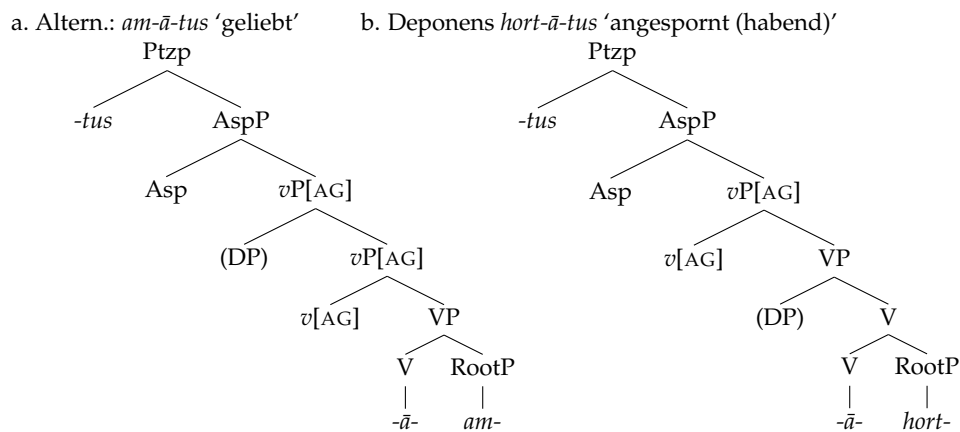 a. Altern.: am-ā-tus ‘geliebt’ b. Deponens hort-ā-tus ‘angespornt (habend)’
Ptzp Ptzp
-tus AspP -tus AspP
Asp vP[AG] Asp vP[AG]
(DP) vP[AG] v[AG] VP
v[AG] VP (DP) V
V RootP V RootP
-ā- am- -ā- hort-